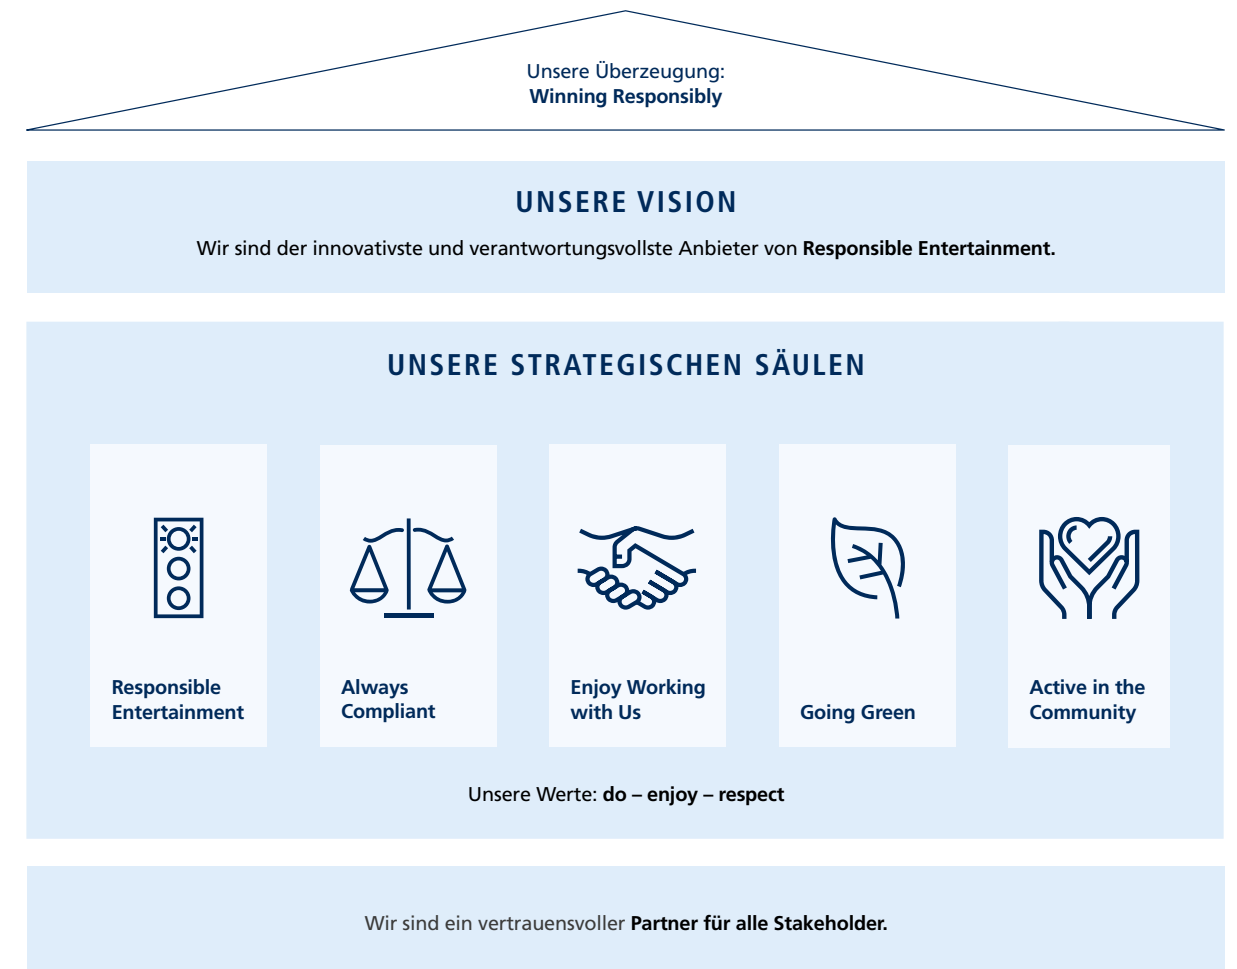 Unsere Überzeugung:
Winning Responsibly
UNSERE VISION
Wir sind der innovativste und verantwortungsvollste Anbieter von Responsible Entertainment.
UNSERE STRATEGISCHEN SÄULEN
Responsible
Entertainment
Always
Compliant
Enjoy Working
with Us
Going Green
Active in the
Community
Unsere Werte: do – enjoy – respect
Wir sind ein vertrauensvoller Partner für alle Stakeholder.